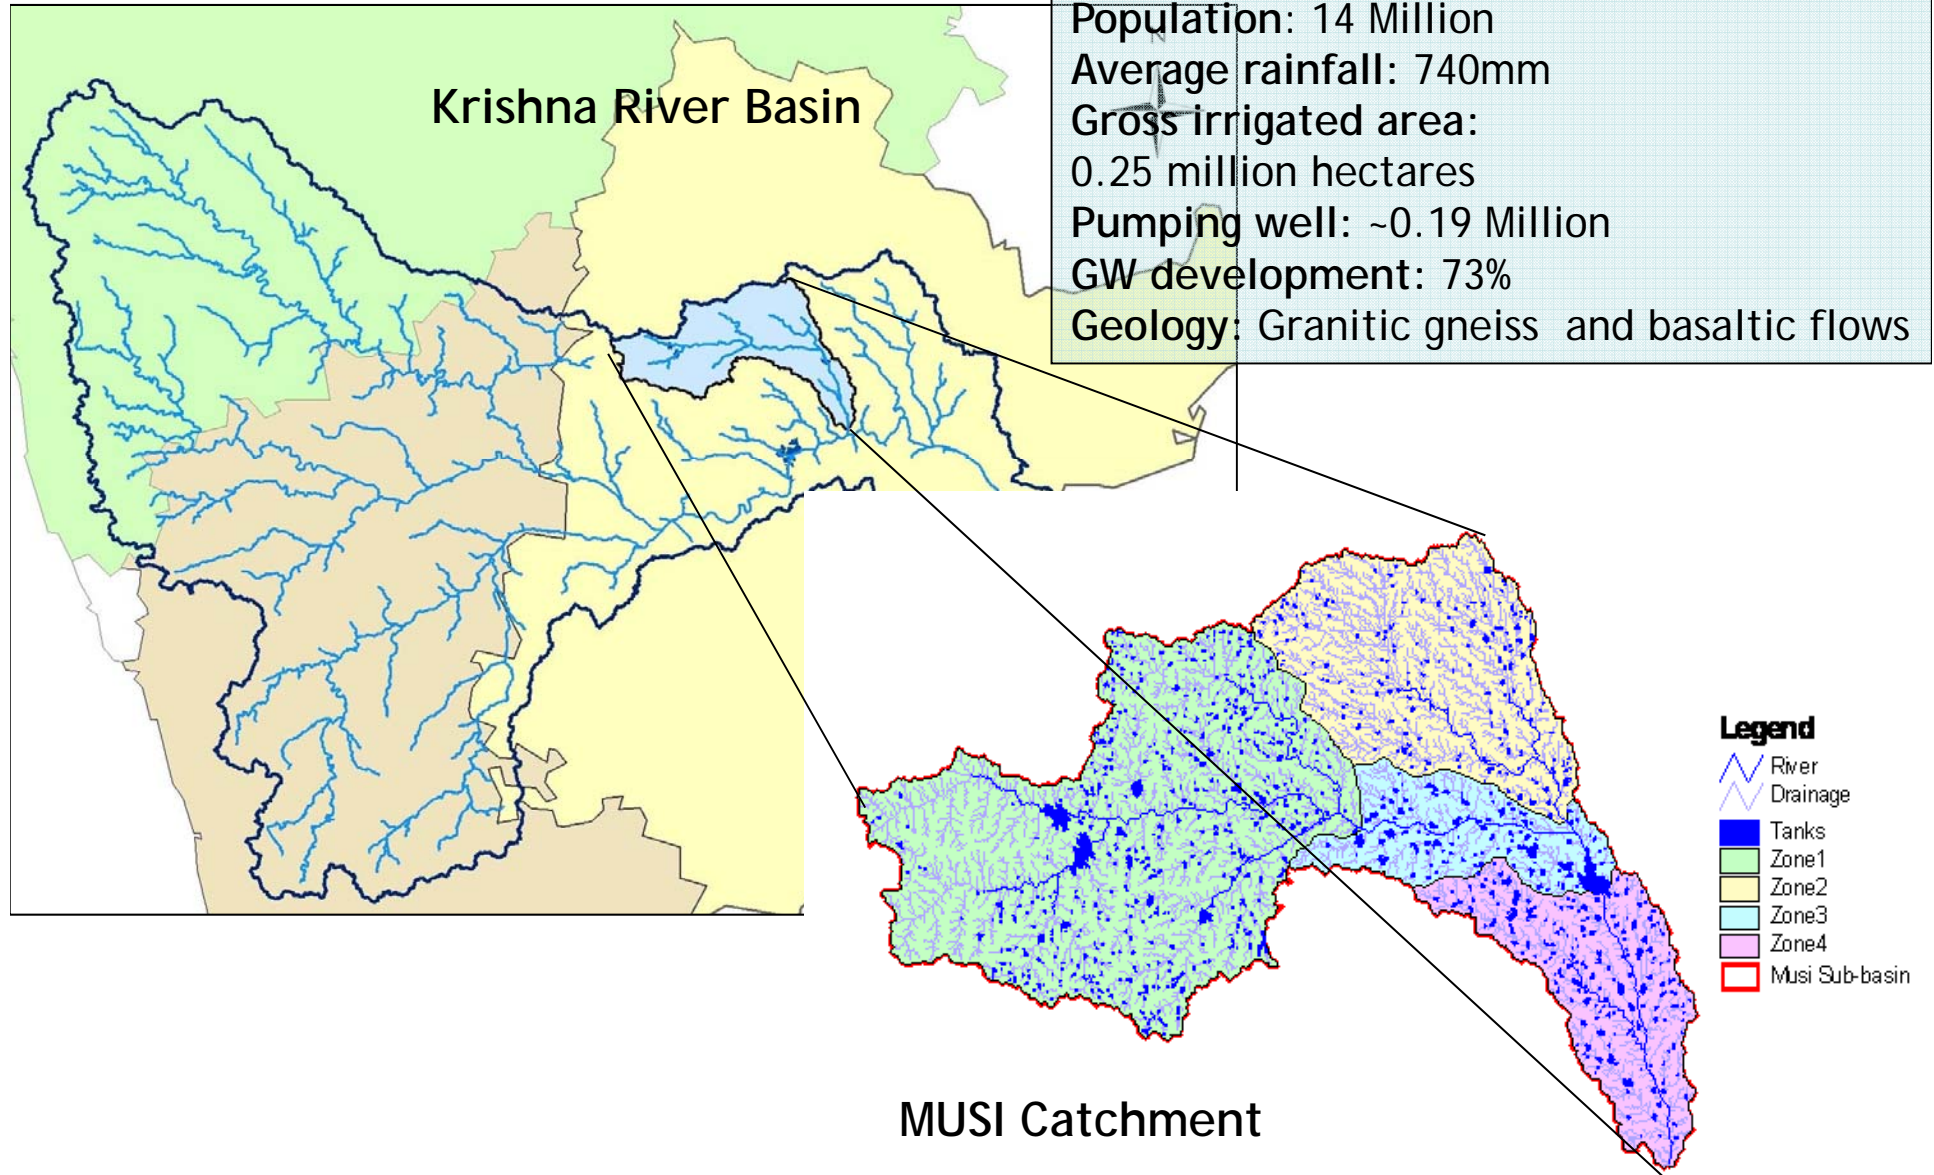 Population: 14 Million
N
Average rainfall: 740mm
Krishna River Basin
Gross irrigated area:
0.25 million hectares
Pumping well: ~0.19 Million
GW development: 73%
Geology: Granitic gneiss and basaltic flows
Legend
River
Drainage
Tanks
Zone1
Zone2
Zone3
Zone4
Musi Sub-basin
MUSI Catchment